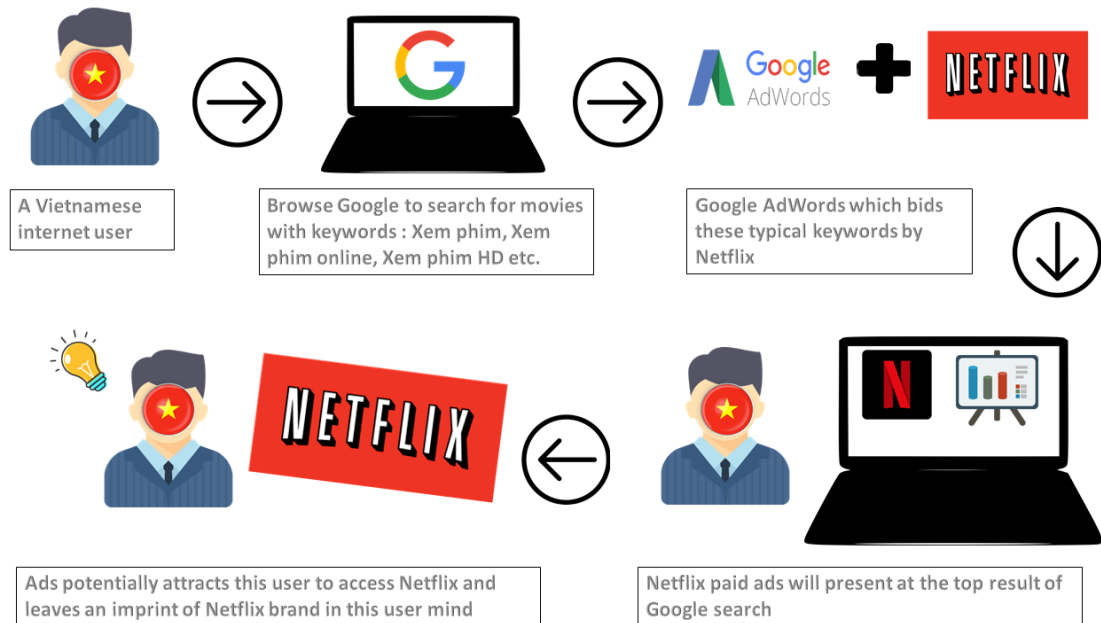 Google
AdWords
NETFLIX
A Vietnamese
internet user
Browse Google to search for movies
with keywords : Xem phim, Xem
phim online, Xem phim HD etc.
Google AdWords which bids
these typical keywords by
Netflix
N
NETFLIX
Ads potentially attracts this user to access Netflix and
leaves an imprint of Netflix brand in this user mind
Netflix paid ads will present at the top result of
Google search